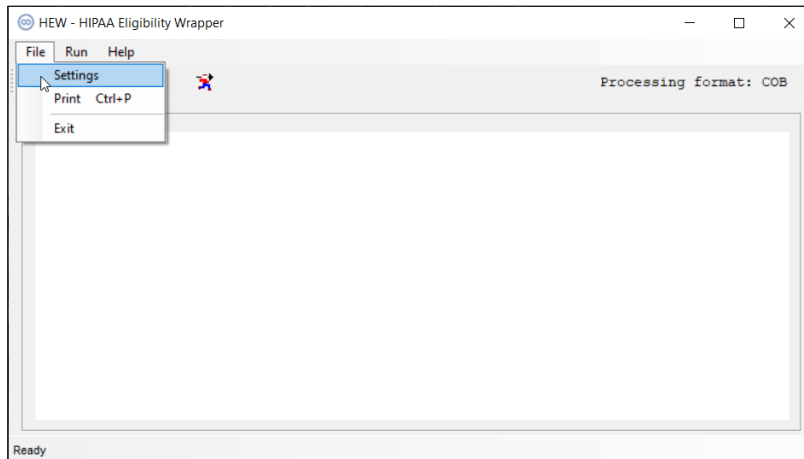 HEW - HIPAA Eligibility Wrapper
File Run Help
Settings
Processing format: COB
Print Ctrl+P
Exit
Ready